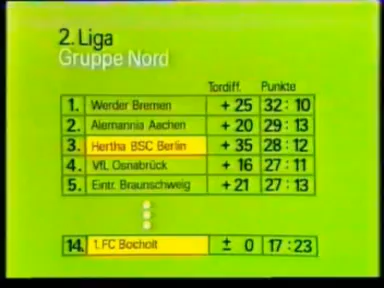 2. Liga
Gruppe Nord
Tordiff. Punkte
1. Werder Bremen + 25 32 : 10
2. Alemannia Aachen + 20 29 : 13
3. Hertha BSC Berlin + 35 28 : 12
4. VfL Osnabrück + 16 27 : 11
5. Eintr. Braunschweig + 21 27 : 13
14. 1. FC Bocholt ± 0 17 : 23